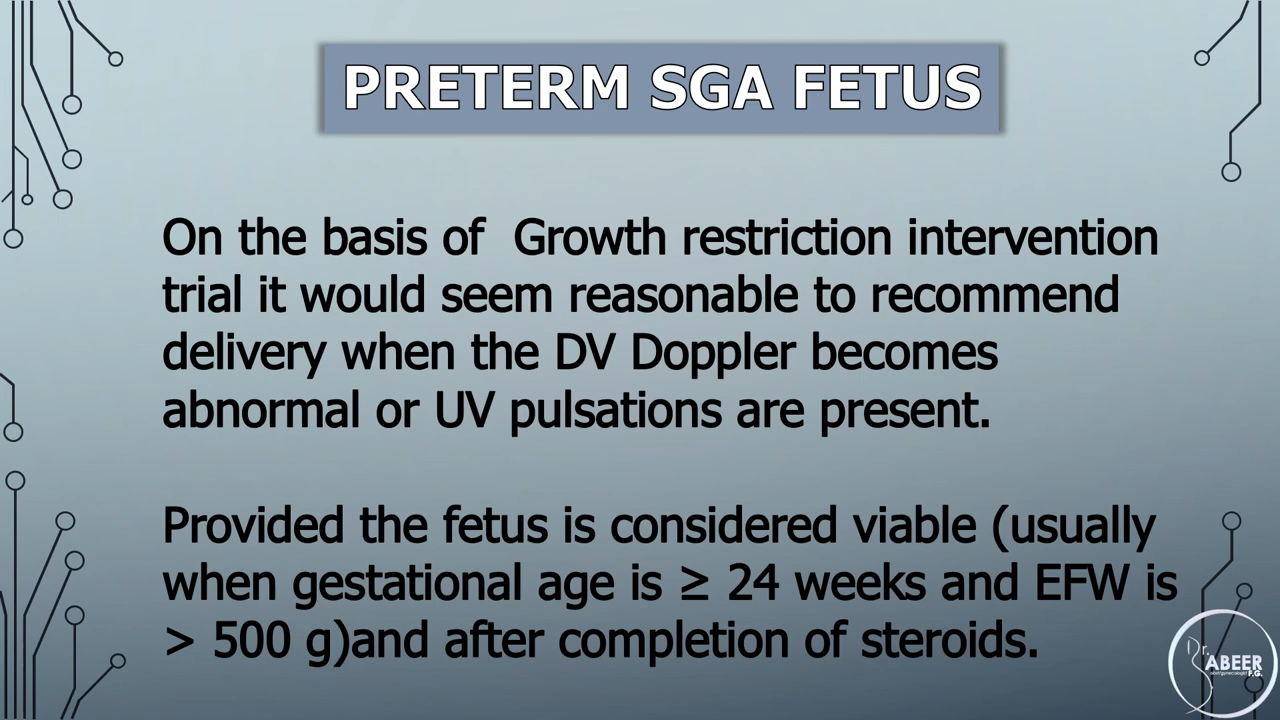 PRETERM SGA FETUS
On the basis of Growth restriction intervention
trial it would seem reasonable to recommend
delivery when the DV Doppler becomes
abnormal or UV pulsations are present.
Provided the fetus is considered viable (usually
when gestational age is ≥ 24 weeks and EFW is
> 500 g)and after completion of steroids.
Dr.
ABEER
F.G.